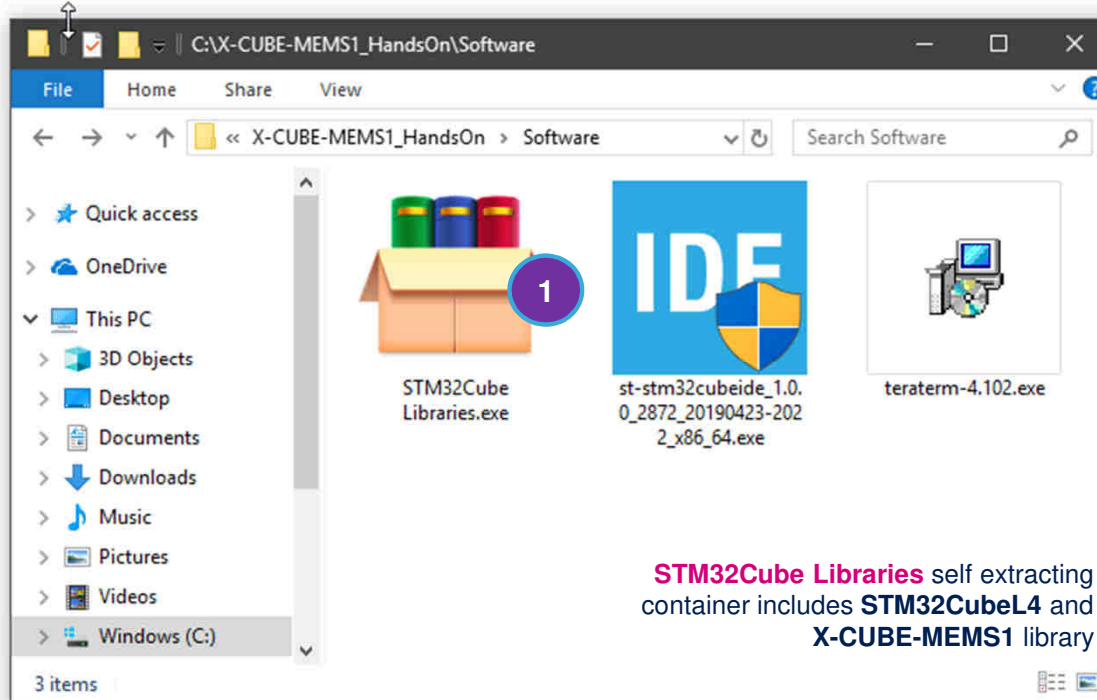 C:\X-CUBE-MEMS1_HandsOn\Software
File Home Share View
« X-CUBE-MEMS1_HandsOn > Software
Search Software
Quick access
OneDrive
This PC
3D Objects
Desktop
Documents
Downloads
Music
Pictures
Videos
Windows (C:)
IDE
1
STM32Cube
Libraries.exe
st-stm32cubeide_1.0.
0_2872_20190423-202
2_x86_64.exe
teraterm-4.102.exe
STM32Cube Libraries self extracting
container includes STM32CubeL4 and
X-CUBE-MEMS1 library
3 items